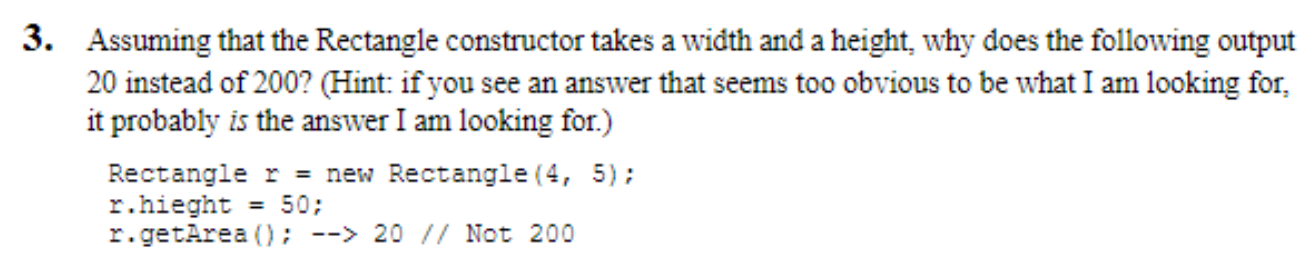 3. Assuming that the Rectangle constructor takes a width and a height, why does the following output
20 instead of 200? (Hint: if you see an answer that seems too obvious to be what I am looking for,
it probably is the answer I am looking for.)
Rectangle r = new Rectangle(4, 5);
r.hieght = 50;
r.getArea(); --> 20 // Not 200